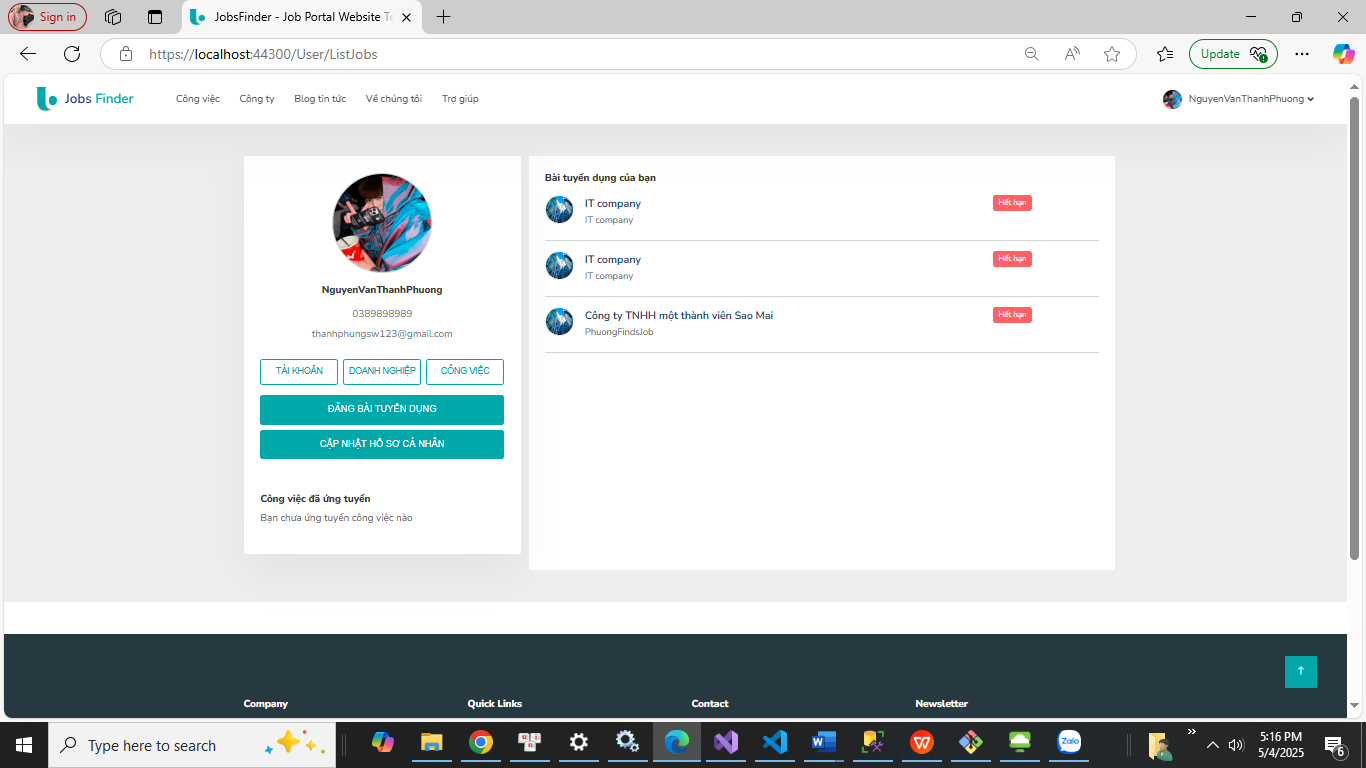 Sign in
JobsFinder - Job Portal Website Te
https://localhost:44300/User/ListJobs
Update
Jobs Finder
Công việc
Công ty
Blog tin tức
Về chúng tôi
Trợ giúp
NguyenVanThanhPhuong
NguyenVanThanhPhuong
0389898989
thanhphungsw123@gmail.com
TÀI KHOẢN
DOANH NGHIỆP
CÔNG VIỆC
ĐĂNG BÀI TUYỂN DỤNG
CẬP NHẬT HỒ SƠ CÁ NHÂN
Công việc đã ứng tuyển
Bạn chưa ứng tuyển công việc nào
Bài tuyển dụng của bạn
IT company
Hết hạn
IT company
IT company
Hết hạn
IT company
Công ty TNHH một thành viên Sao Mai
Hết hạn
PhuongFindsJob
Company
Quick Links
Contact
Newsletter
Type here to search
Zalo
5:16 PM
5/4/2025
6